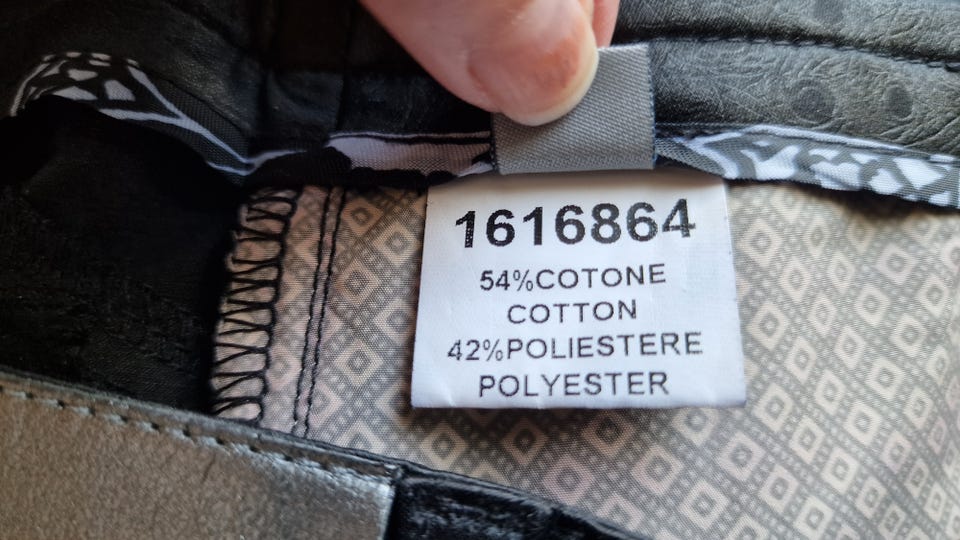 1616864
54%COTONE
COTTON
42%POLIESTERE
POLYESTER